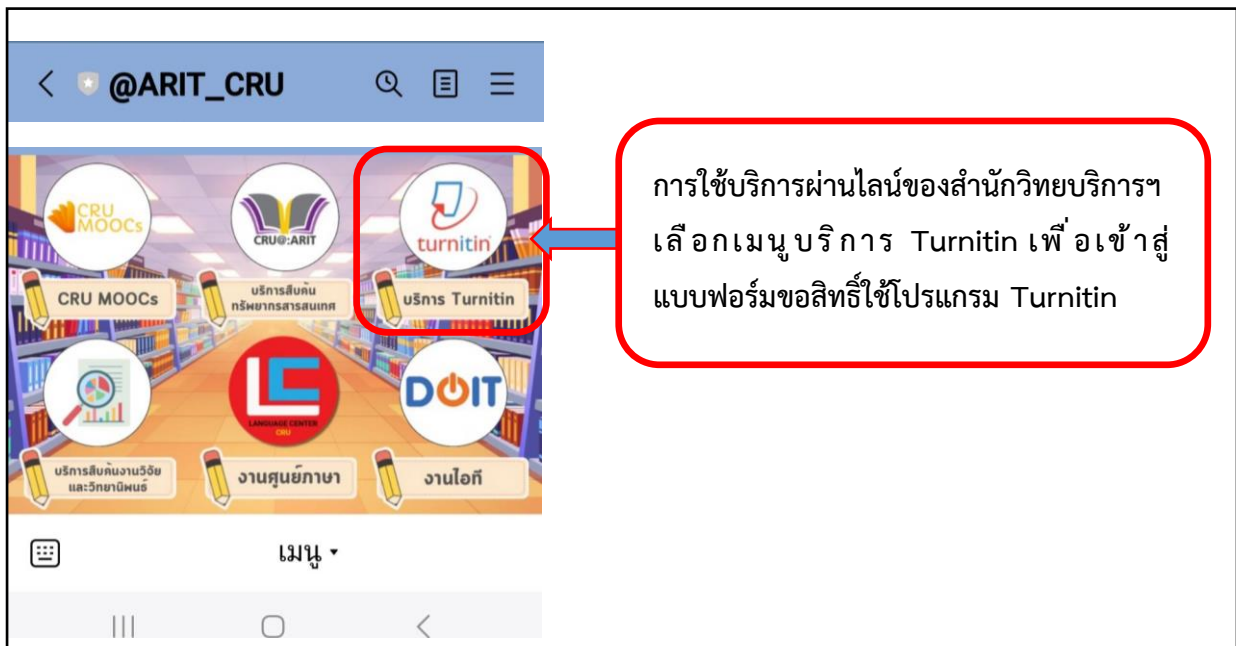 @ARIT_CRU
CRU
MOOCs
CRU@:ARIT
turnitin
CRU MOOCs
บริการสืบค้น
ทรัพยากรสารสนเทศ
บริการ Turnitin
LANGUAGE CENTER
CRU
DOIT
บริการสืบค้นงานวิจัย
และวิทยานิพนธ์
งานศูนย์ภาษา
งานไอที
เมนู
การใช้บริการผ่านไลน์ของสำนักวิทยบริการฯ
เลือกเมนูบริการ Turnitin เพื่อเข้าสู่
แบบฟอร์มขอสิทธิ์ใช้โปรแกรม Turnitin